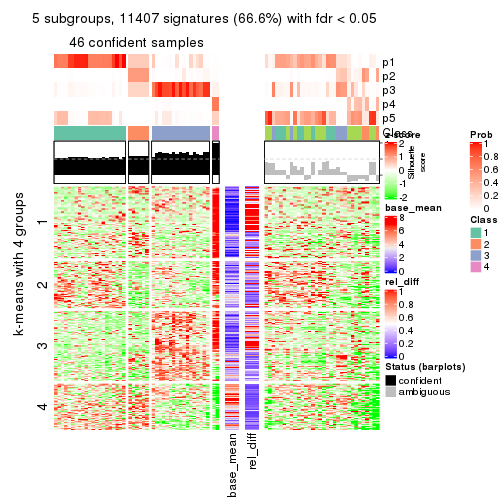 5 subgroups, 11407 signatures (66.6%) with fdr < 0.05
46 confident samples
p1
p2
p3
p4
p5
Class
k-means with 4 groups
1
2
3
4
base_mean
rel_diff
Silhouette
score
z-score
2
1
0
-1
-2
base_mean
8
6
4
2
0
rel_diff
1
0.8
0.6
0.4
0.2
0
Status (barplots)
confident
ambiguous
Prob
1
0.8
0.6
0.4
0.2
0
Class
1
2
3
4